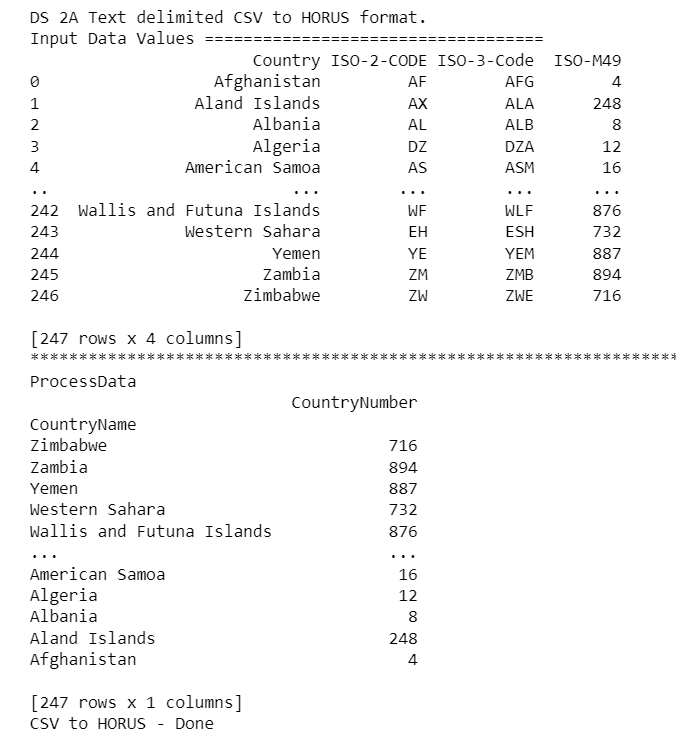 DS 2A Text delimited CSV to HORUS format.
Input Data Values ===================================
Country ISO-2-CODE ISO-3-Code ISO-M49
0 Afghanistan AF AFG 4
1 Aland Islands AX ALA 248
2 Albania AL ALB 8
3 Algeria DZ DZA 12
4 American Samoa AS ASM 16
.. ... ... ... ...
242 Wallis and Futuna Islands WF WLF 876
243 Western Sahara EH ESH 732
244 Yemen YE YEM 887
245 Zambia ZM ZMB 894
246 Zimbabwe ZW ZWE 716
[247 rows x 4 columns]
*******************************************************************
ProcessData
CountryNumber
CountryName
Zimbabwe 716
Zambia 894
Yemen 887
Western Sahara 732
Wallis and Futuna Islands 876
... ...
American Samoa 16
Algeria 12
Albania 8
Aland Islands 248
Afghanistan 4
[247 rows x 1 columns]
CSV to HORUS - Done